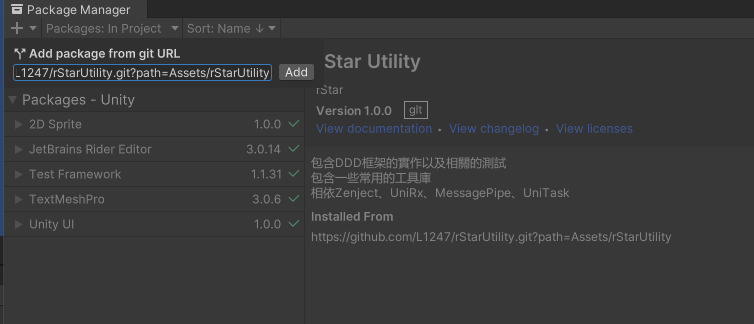 Package Manager
+ Packages: In Project Sort: Name ↓
Add package from git URL
L1247/rStarUtility.git?path=Assets/rStarUtility Add
Star Utility
rStar
Packages - Unity
Version 1.0.0 git
2D Sprite 1.0.0 ✓
View documentation • View changelog • View licenses
JetBrains Rider Editor 3.0.14 ✓
包含DDD框架的實作以及相關的測試
包含一些常用的工具庫
Test Framework 1.1.31 ✓
相依Zenject、UniRx、MessagePipe、UniTask
TextMeshPro 3.0.6 ✓
Installed From
Unity UI 1.0.0 ✓
https://github.com/L1247/rStarUtility.git?path=Assets/rStarUtility